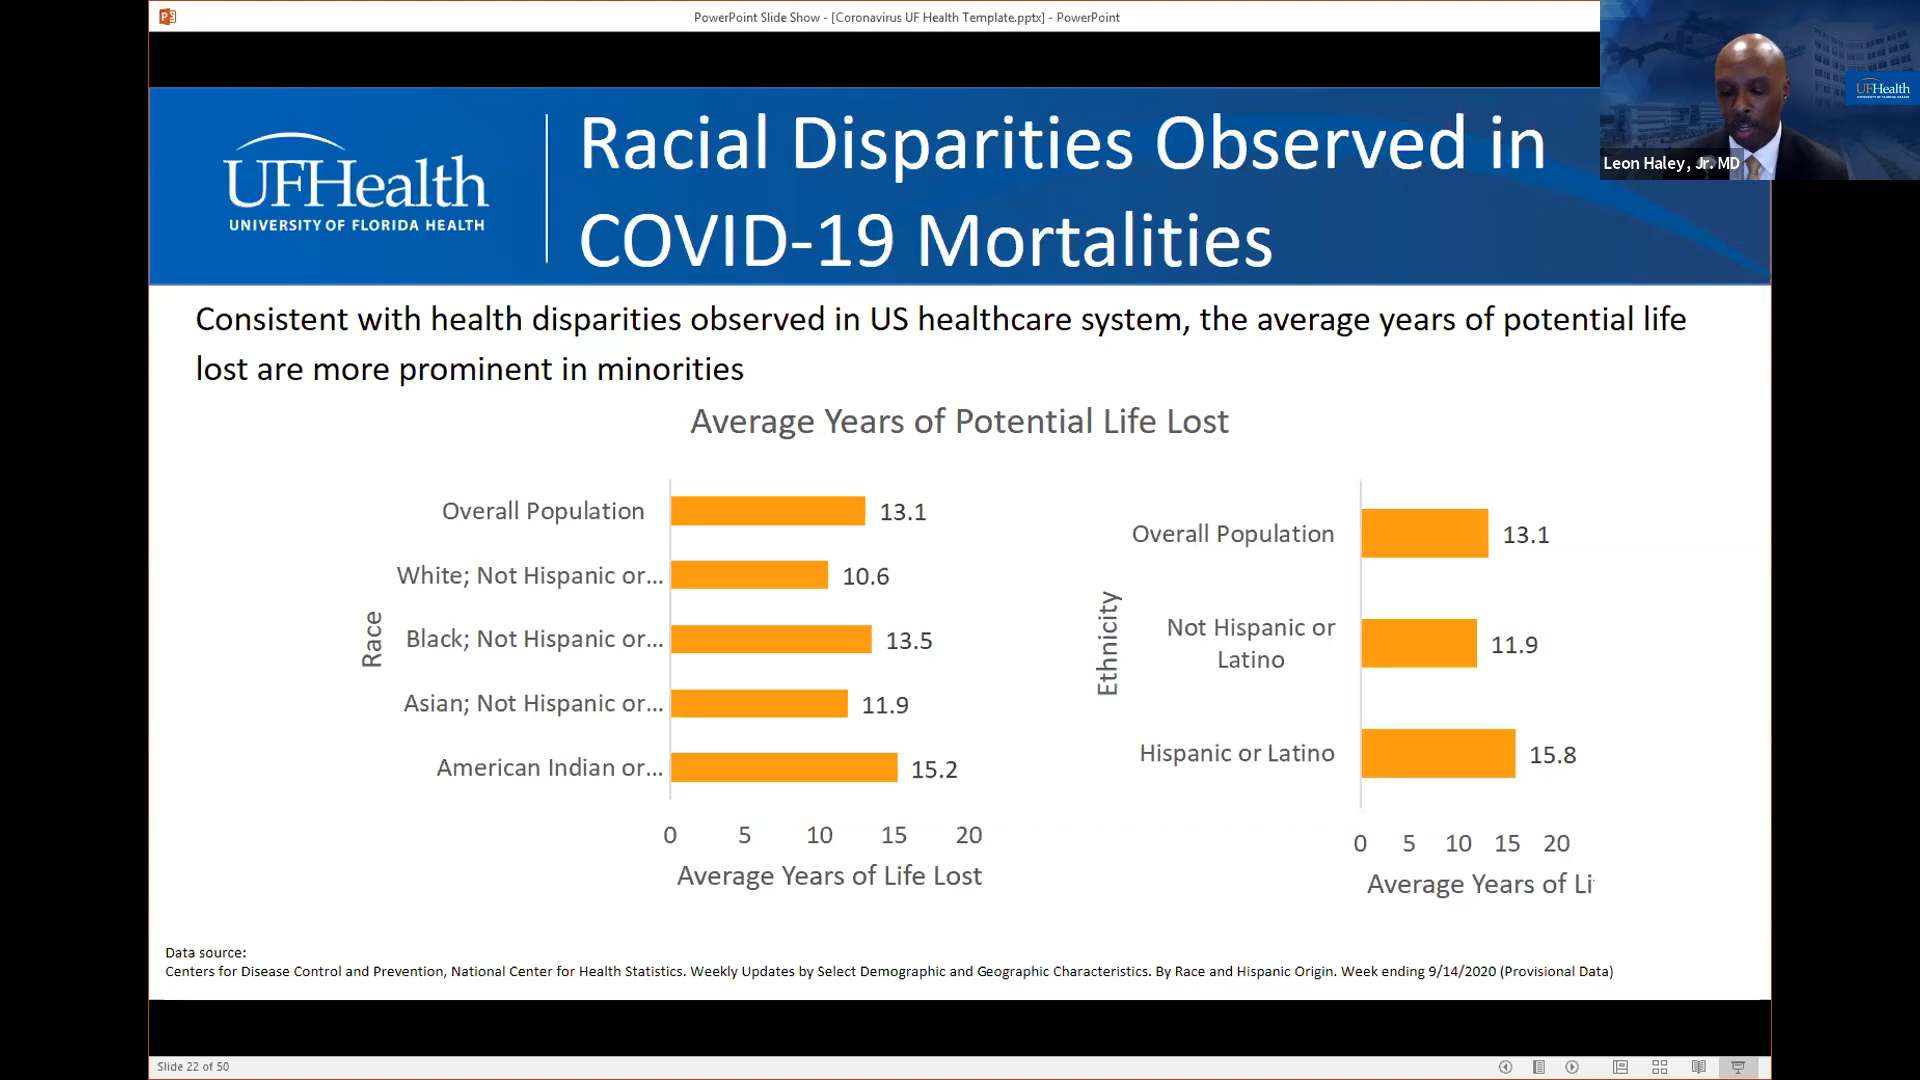 PowerPoint Slide Show - [Coronavirus UF Health Template.pptx] - PowerPoint
UFHealth
UNIVERSITY OF FLORIDA HEALTH
Racial Disparities Observed in
COVID-19 Mortalities
UFHealth
Leon Haley, Jr. MD
Consistent with health disparities observed in US healthcare system, the average years of potential life
lost are more prominent in minorities
Average Years of Potential Life Lost
Race
Overall Population 13.1
White; Not Hispanic or... 10.6
Black; Not Hispanic or... 13.5
Asian; Not Hispanic or... 11.9
American Indian or... 15.2
0 5 10 15 20
Average Years of Life Lost
Ethnicity
Overall Population 13.1
Not Hispanic or
Latino 11.9
Hispanic or Latino 15.8
0 5 10 15 20
Average Years of Li
Data source:
Centers for Disease Control and Prevention, National Center for Health Statistics. Weekly Updates by Select Demographic and Geographic Characteristics. By Race and Hispanic Origin. Week ending 9/14/2020 (Provisional Data)
Slide 22 of 50